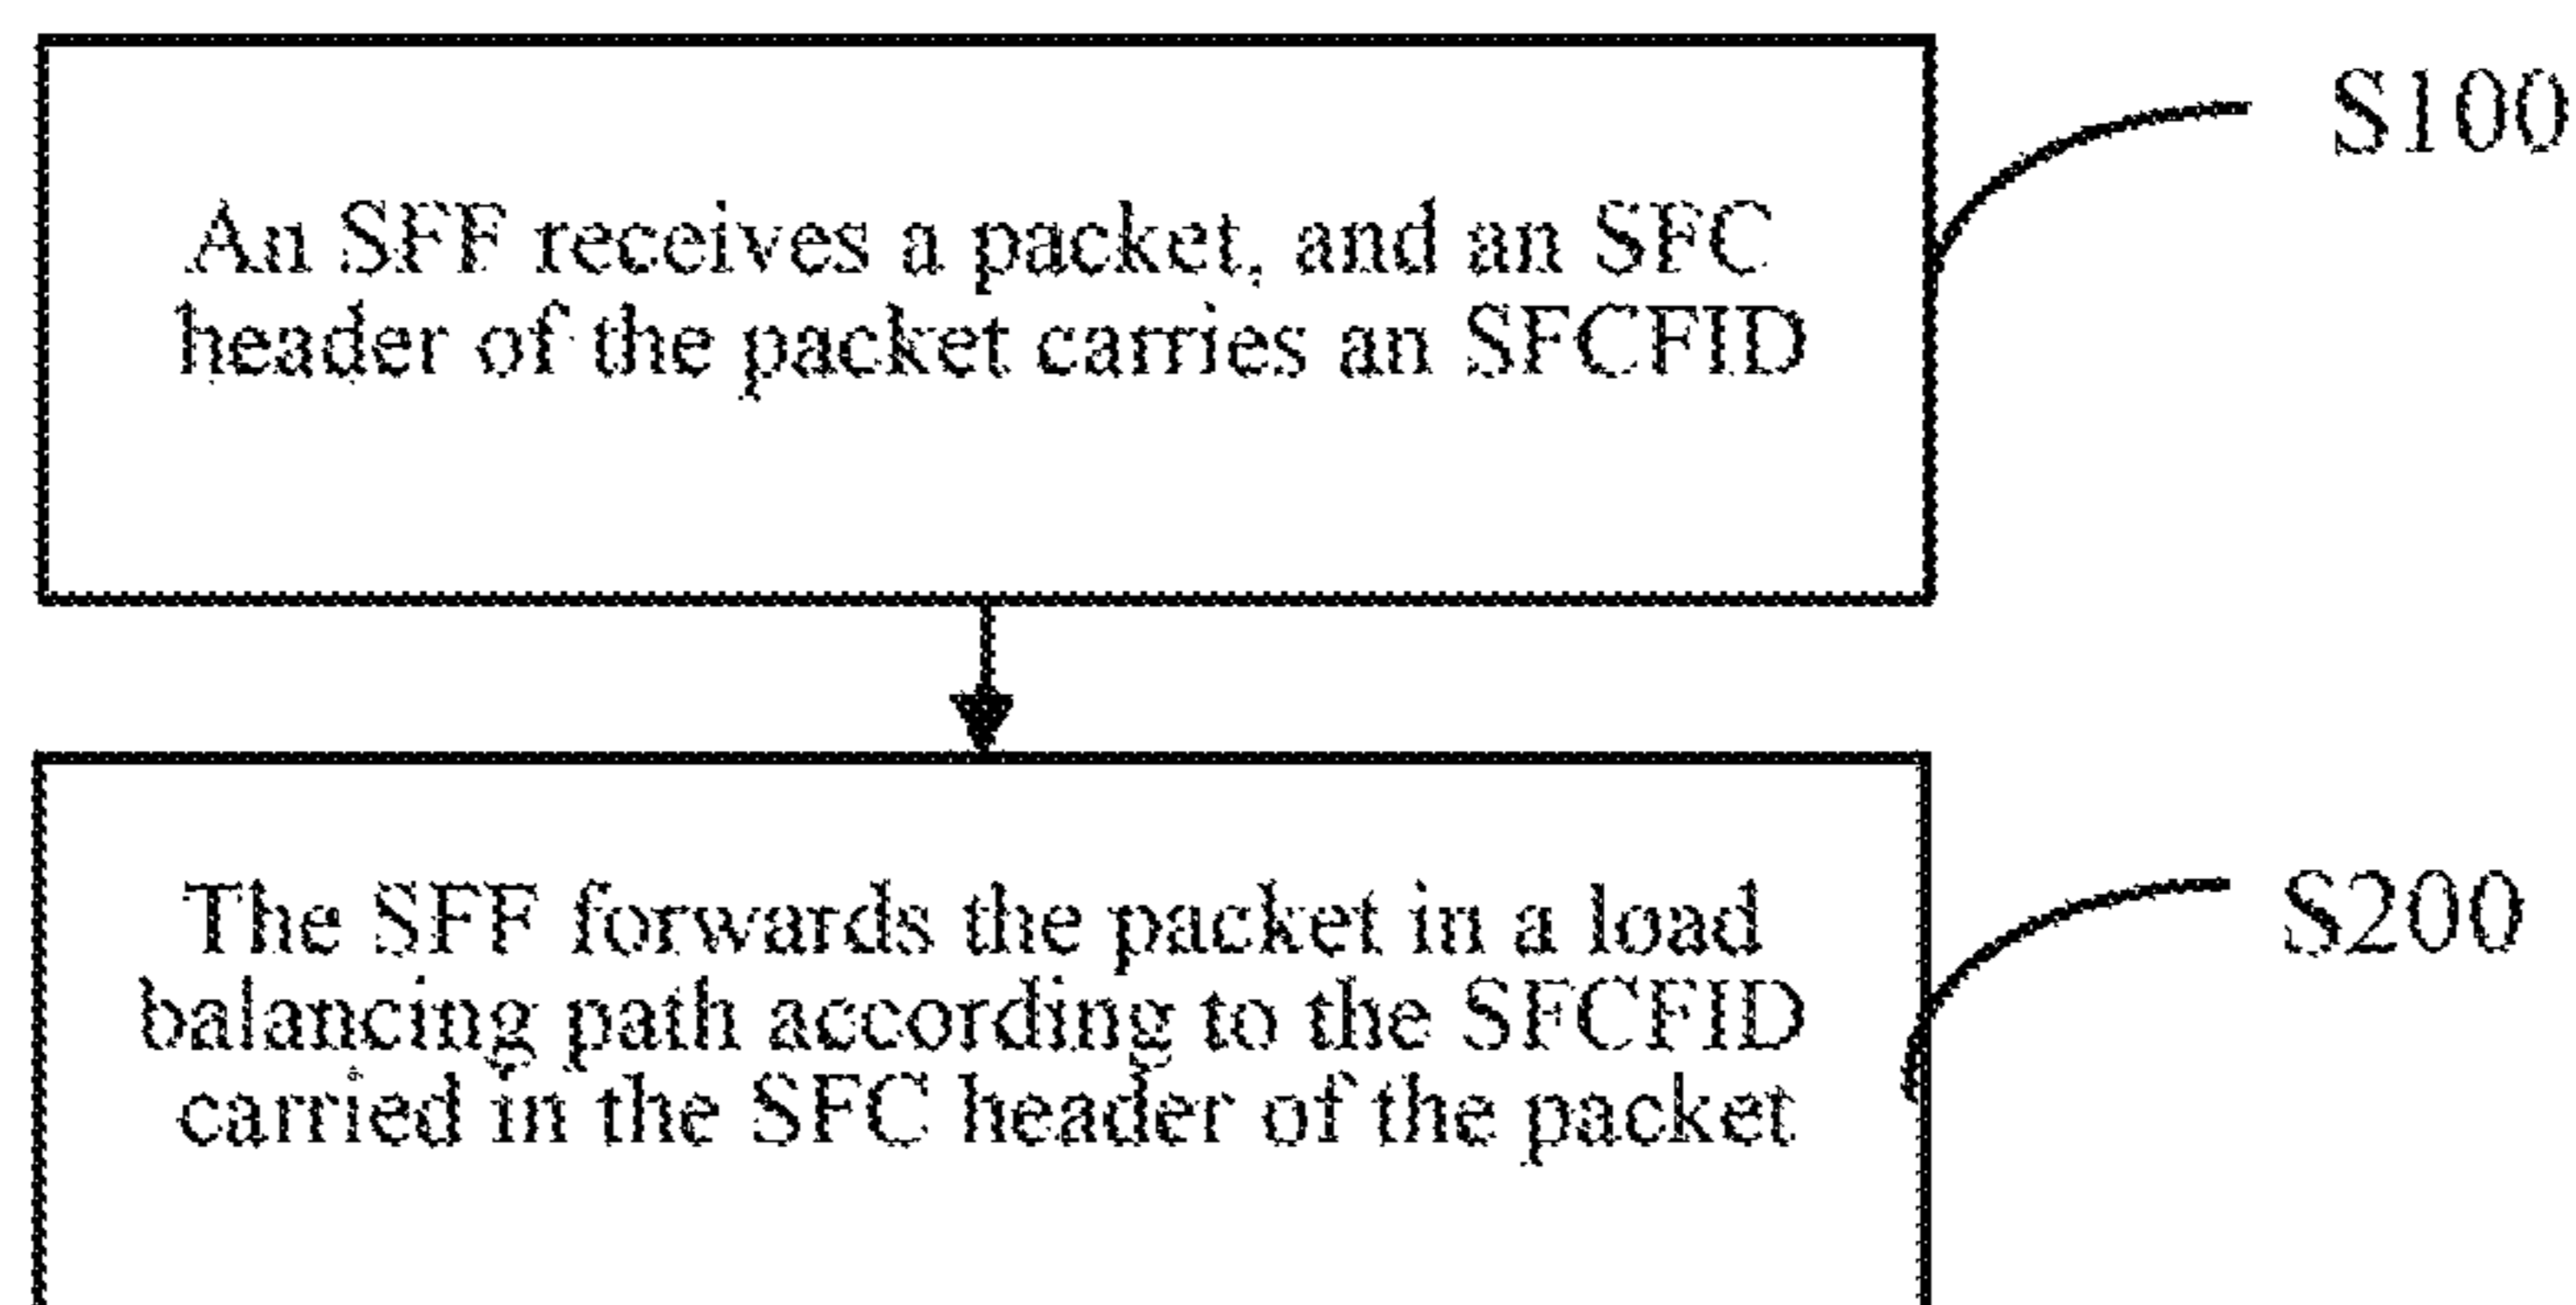 An SFF receives a packet, and an SFC
header of the packet carries an SFCFID
S100
The SFF forwards the packet in a load
balancing path according to the SFCFID
carried in the SFC header of the packet
S200